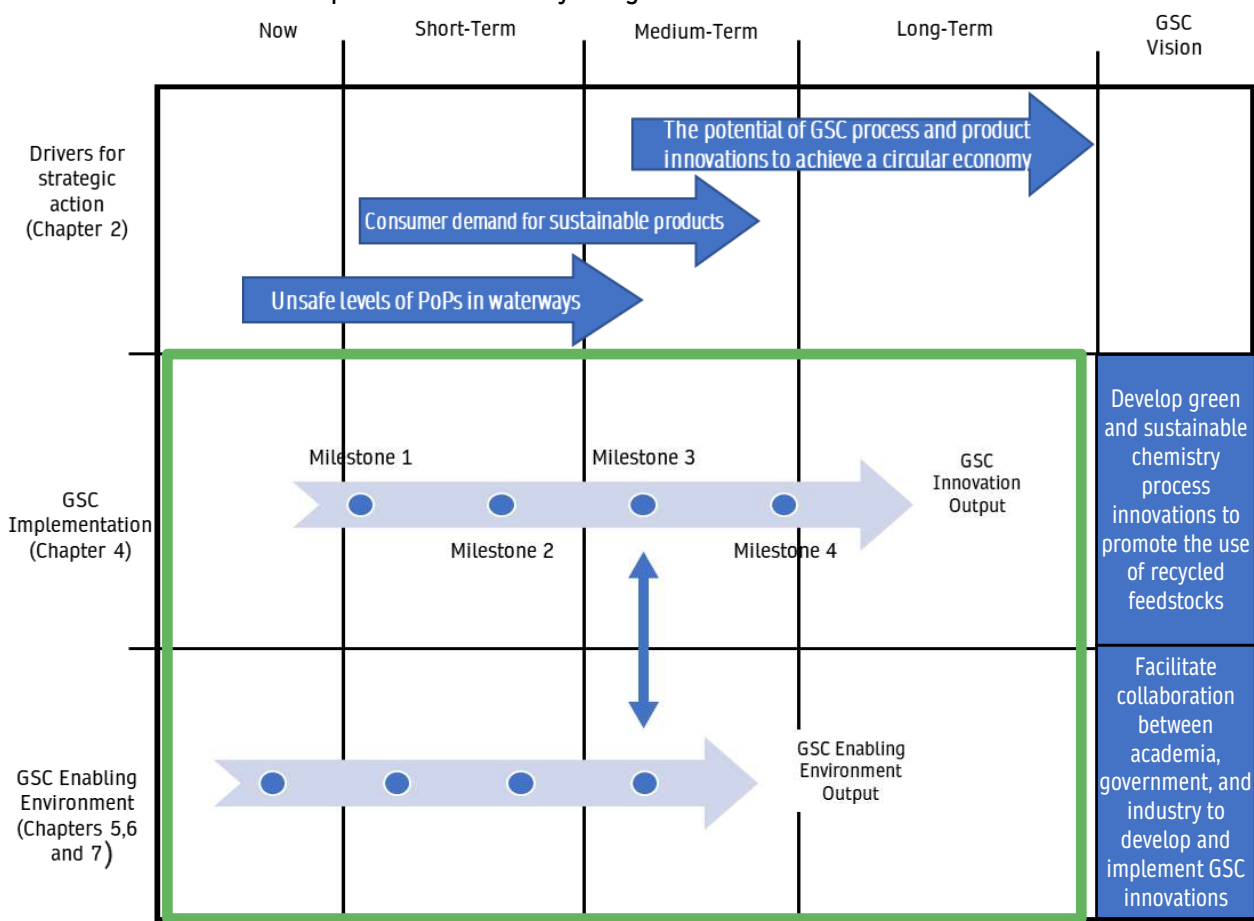 Now
Short-Term
Medium-Term
Long-Term
GSC
Vision
Drivers for
strategic
action
(Chapter 2)
The potential of GSC process and product
innovations to achieve a circular economy
Consumer demand for sustainable products
Unsafe levels of PoPs in waterways
GSC
Implementation
(Chapter 4)
Milestone 1
Milestone 2
Milestone 3
Milestone 4
GSC
Innovation
Output
Develop green
and sustainable
chemistry
process
innovations to
promote the use
of recycled
feedstocks
GSC Enabling
Environment
(Chapters 5,6
and 7)
GSC Enabling
Environment
Output
Facilitate
collaboration
between
academia,
government, and
industry to
develop and
implement GSC
innovations